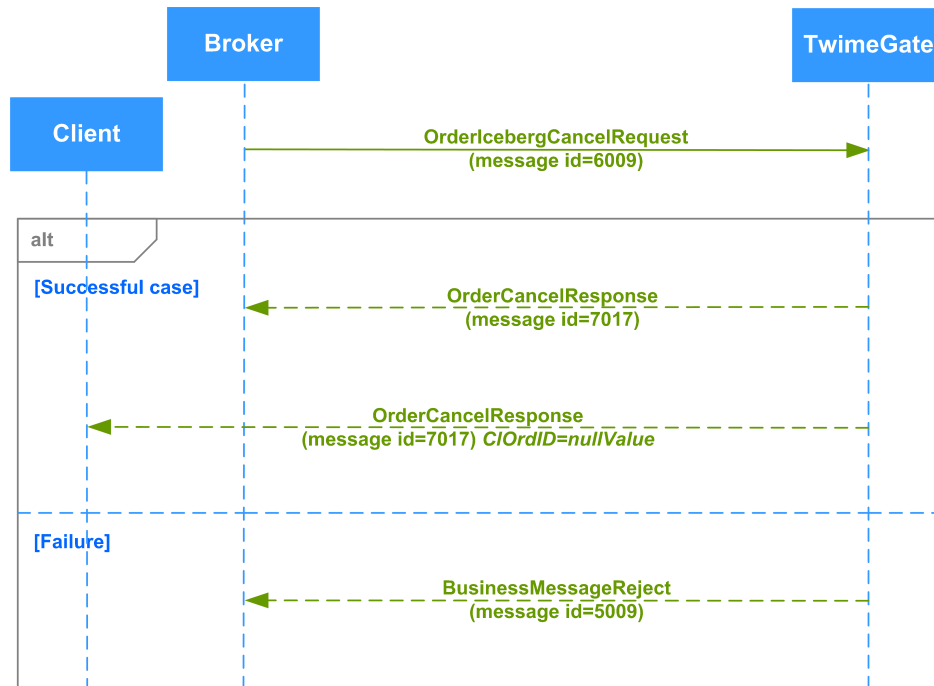 Broker
TwimeGate
Client
OrderIcebergCancelRequest
(message id=6009)
alt
[Successful case]
OrderCancelResponse
(message id=7017)
OrderCancelResponse
(message id=7017) ClOrdID=nullValue
[Failure]
BusinessMessageReject
(message id=5009)